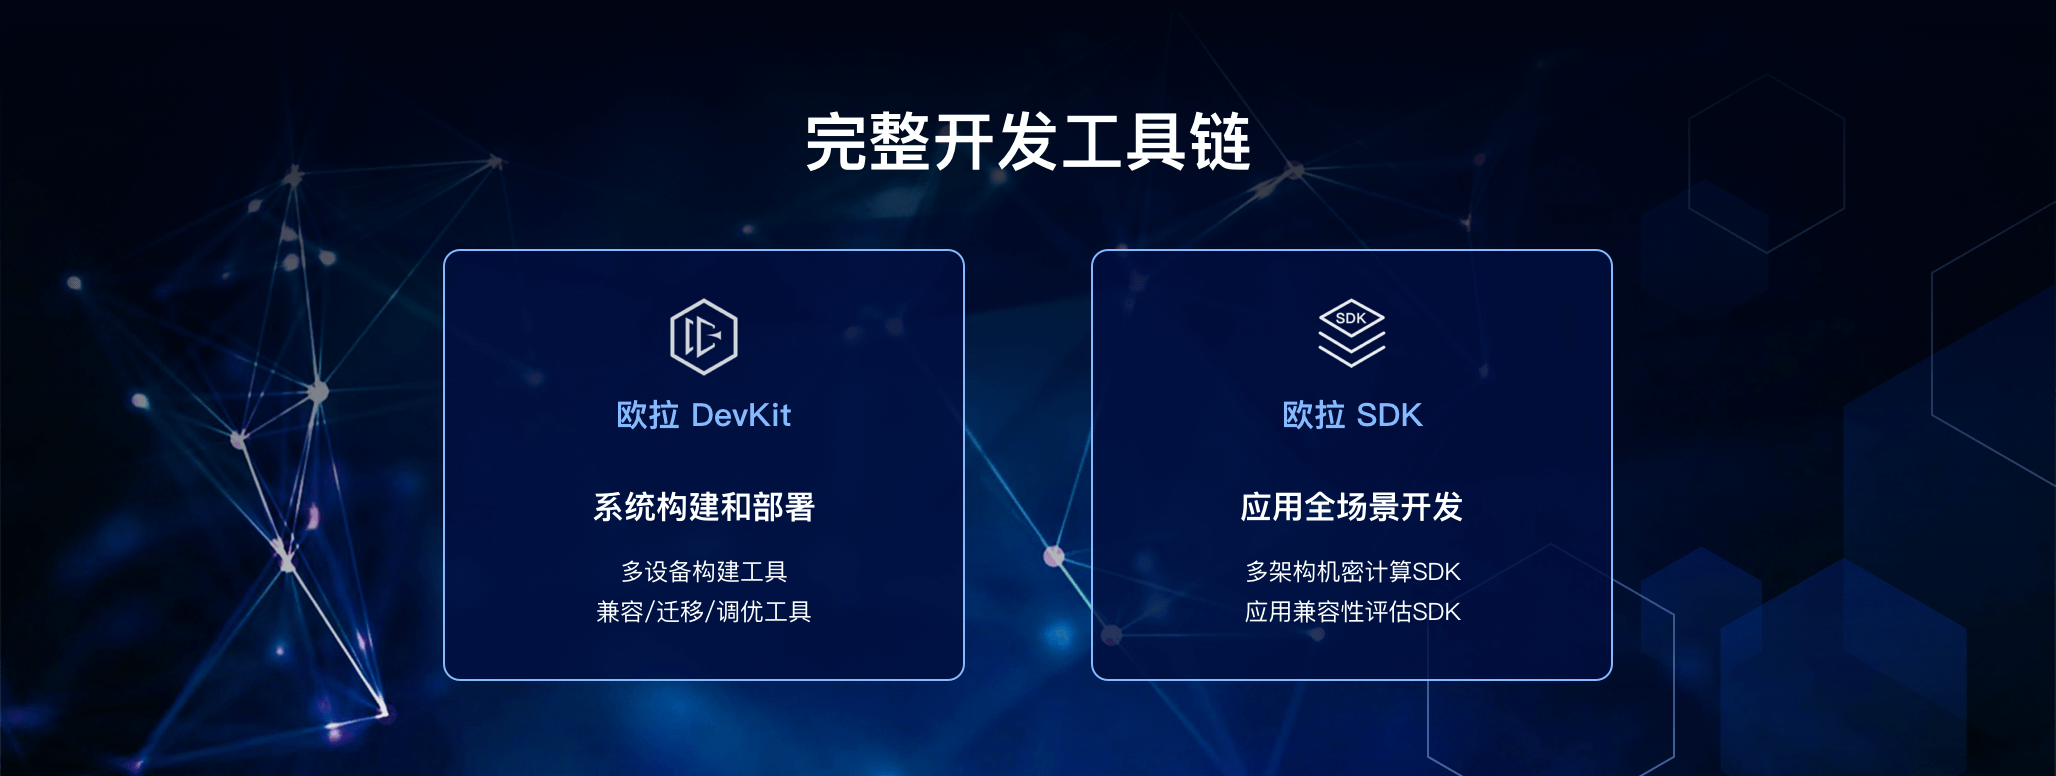 完整开发工具链
欧拉 DevKit
系统构建和部署
多设备构建工具
兼容/迁移/调优工具
SDK
欧拉 SDK
应用全场景开发
多架构机密计算SDK
应用兼容性评估SDK